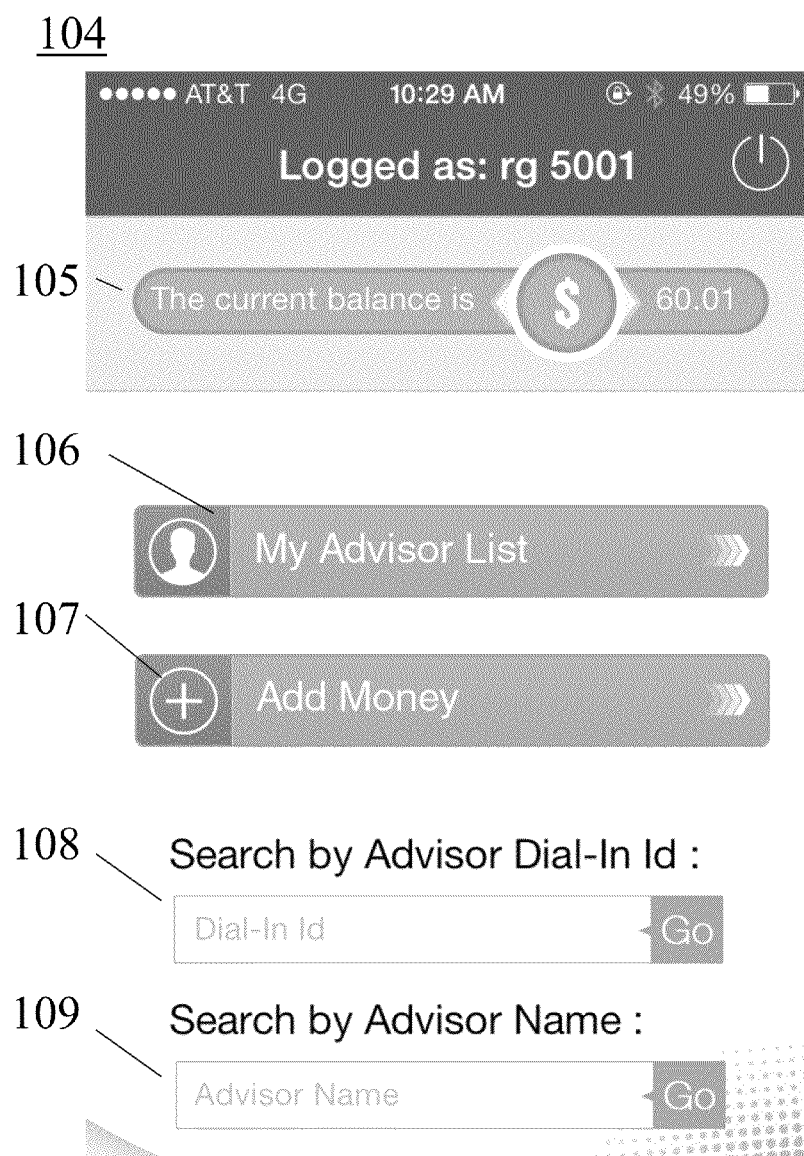 104
AT&T 4G 10:29 AM 49%
Logged as: rg 5001
105
The current balance is $ 60.01
106
My Advisor List
107
Add Money
108
Search by Advisor Dial-In Id :
Dial-In Id Go
109
Search by Advisor Name :
Advisor Name Go